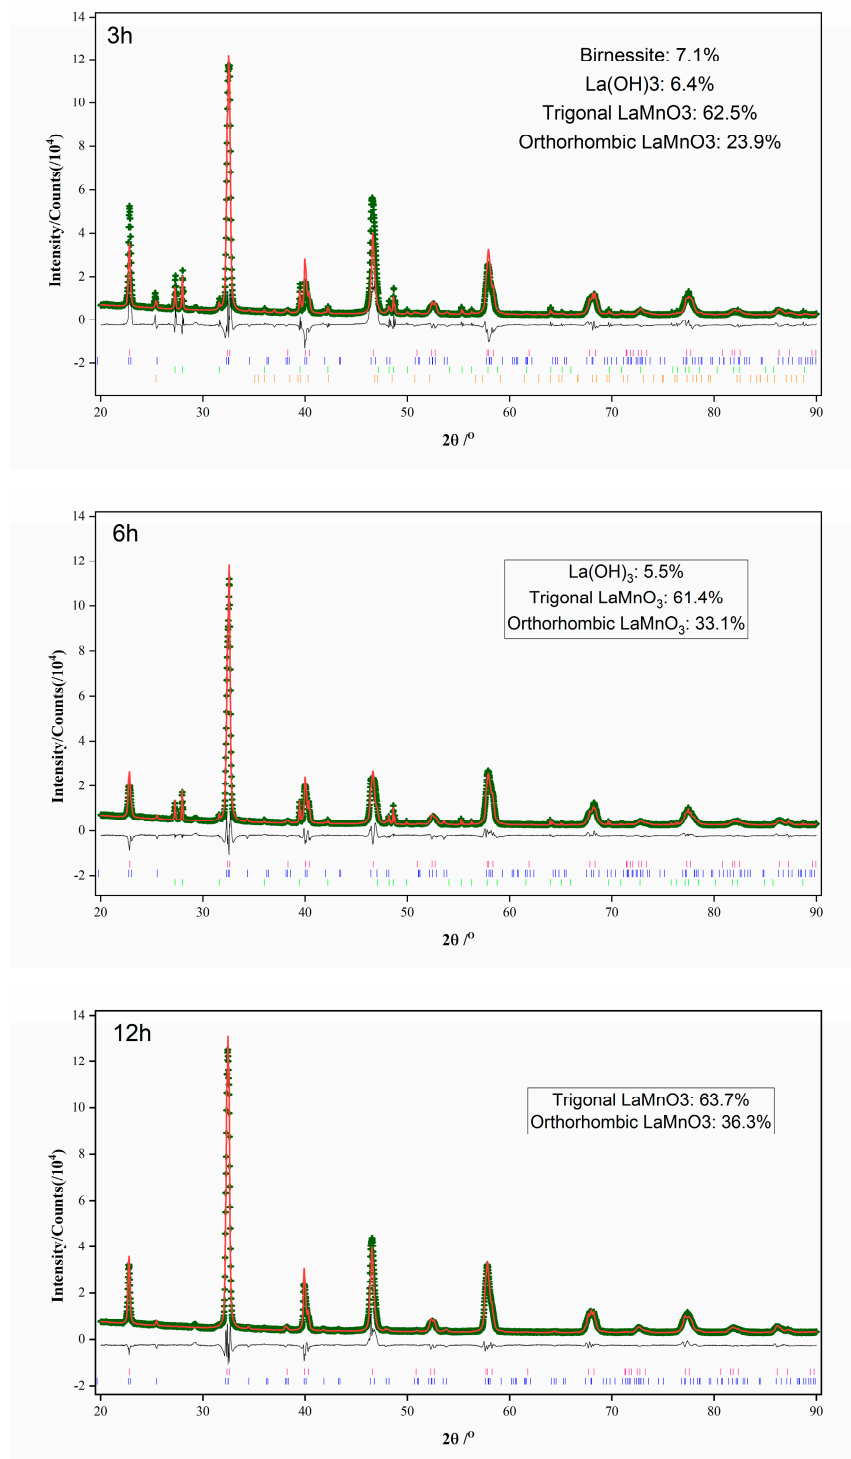 14
3h
12
Birnessite: 7.1%
La(OH)3: 6.4%
10
Trigonal LaMnO3: 62.5%
Orthorhombic LaMnO3: 23.9%
8
6
4
2
0
-2
Intensity/Counts(/10⁴)
20 30 40 50 60 70 80 90
2θ /ᴼ
14
6h
12
La(OH)₃: 5.5%
Trigonal LaMnO₃: 61.4%
10
Orthorhombic LaMnO₃: 33.1%
8
6
4
2
0
-2
Intensity/Counts(/10⁴)
20 30 40 50 60 70 80 90
2θ /ᴼ
14
12h
12
Trigonal LaMnO3: 63.7%
10
Orthorhombic LaMnO3: 36.3%
8
6
4
2
0
-2
Intensity/Counts(/10⁴)
20 30 40 50 60 70 80 90
2θ /ᴼ